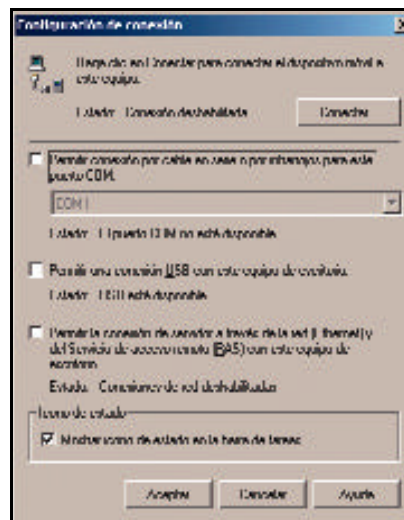 Configuración de conexión
Haga clic en Conectar para conectar el dispositivo móvil a
este equipo.
Estado: Conexión deshabilitada
Conectar
Permitir conexión por cable en serie o por infrarrojos para este
puerto COM:
COM1
Estado: El puerto COM no está disponible
Permitir una conexión USB con este equipo de escritorio.
Estado: USB está disponible
Permitir la conexión de servidor a través de la red (Ethernet) y
del Servicio de acceso remoto (RAS) con este equipo de
escritorio
Estado: Conexiones de red deshabilitadas
Icono de estado
Mostrar icono de estado en la barra de tareas
Aceptar
Cancelar
Ayuda